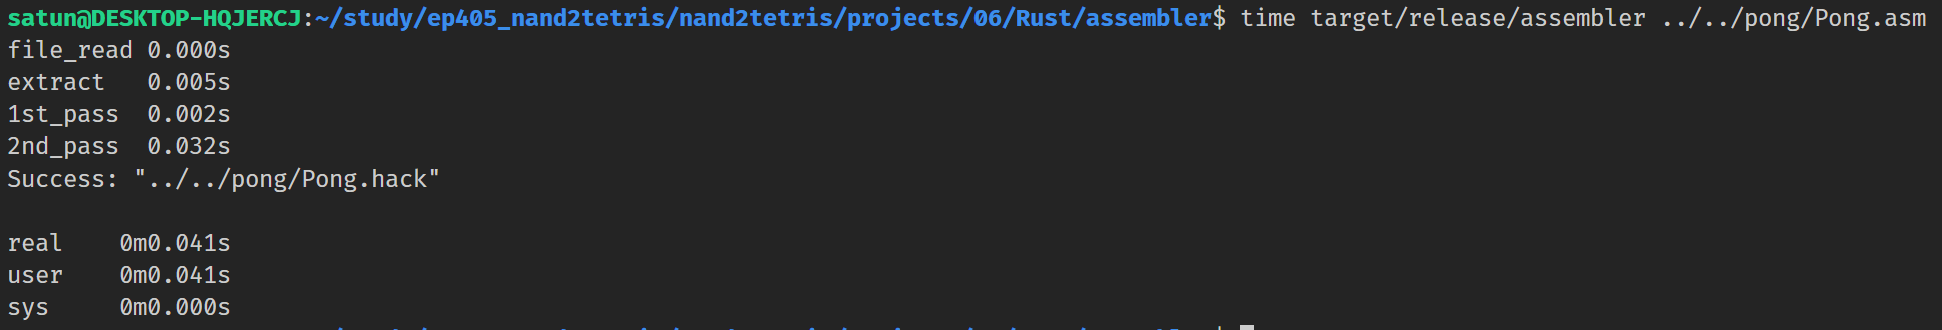 satun@DESKTOP-HQJERCJ:~/study/ep405_nand2tetris/nand2tetris/projects/06/Rust/assembler$ time target/release/assembler ../../pong/Pong.asm
file_read 0.000s
extract   0.005s
1st_pass  0.002s
2nd_pass  0.032s
Success: "../../pong/Pong.hack"

real    0m0.041s
user    0m0.041s
sys     0m0.000s